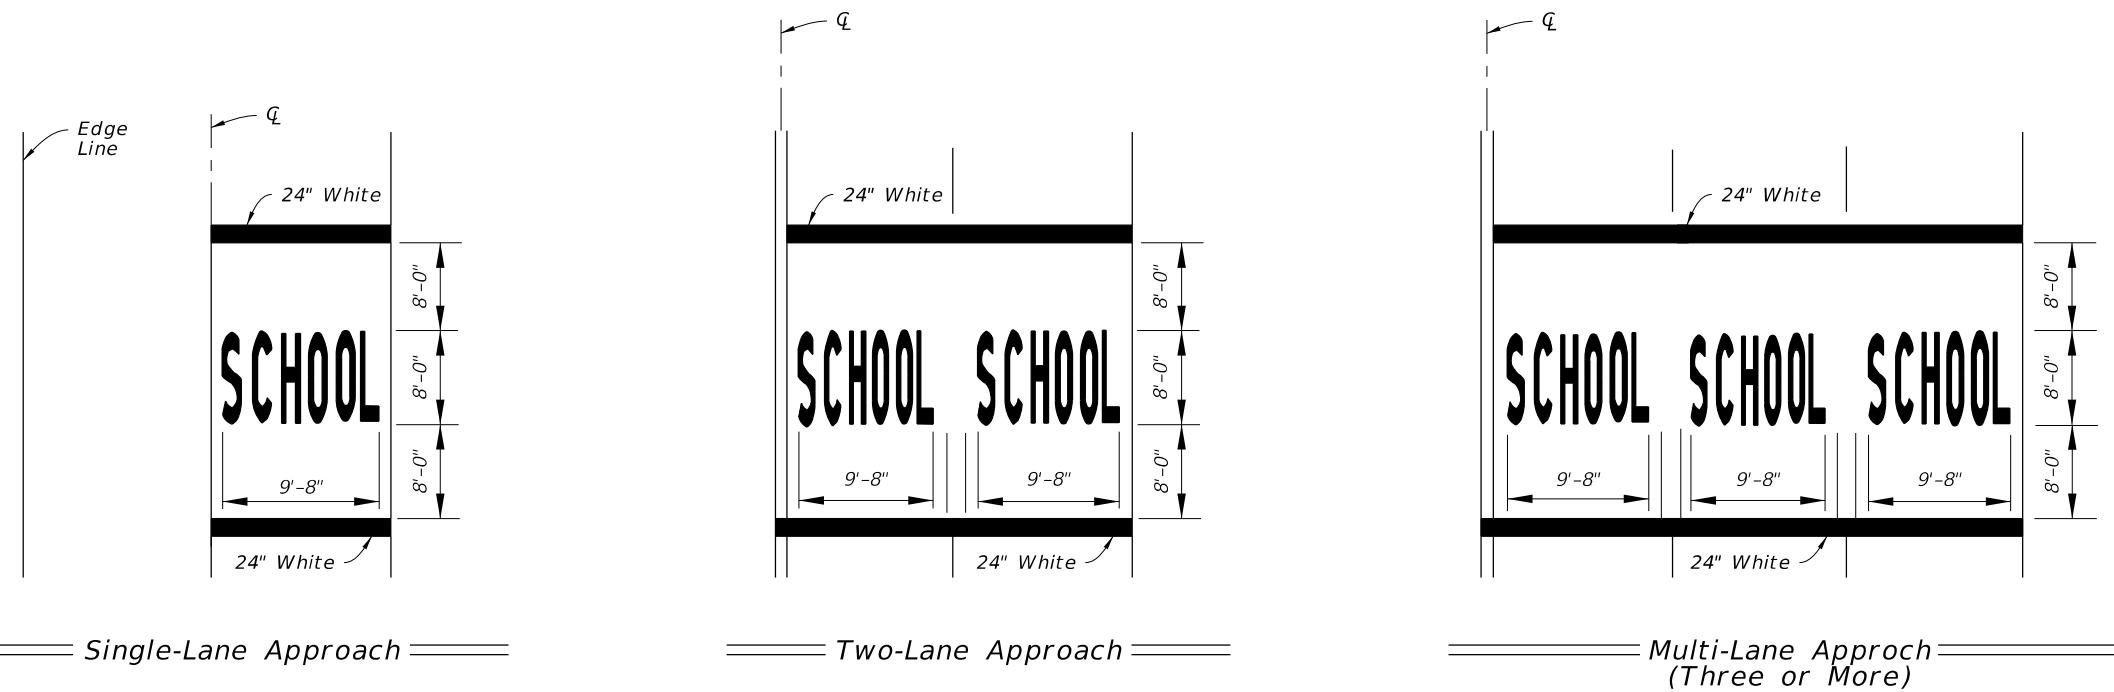 ℄
℄
℄
Edge
Line
24" White
24" White
24" White
8'-0"
8'-0"
8'-0"
SCHOOL
8'-0"
SCHOOL
SCHOOL
8'-0"
SCHOOL
SCHOOL
SCHOOL
8'-0"
9'-8"
8'-0"
9'-8"
9'-8"
8'-0"
9'-8"
9'-8"
9'-8"
8'-0"
24" White
24" White
24" White
Single-Lane Approach
Two-Lane Approach
Multi-Lane Approch
(Three or More)